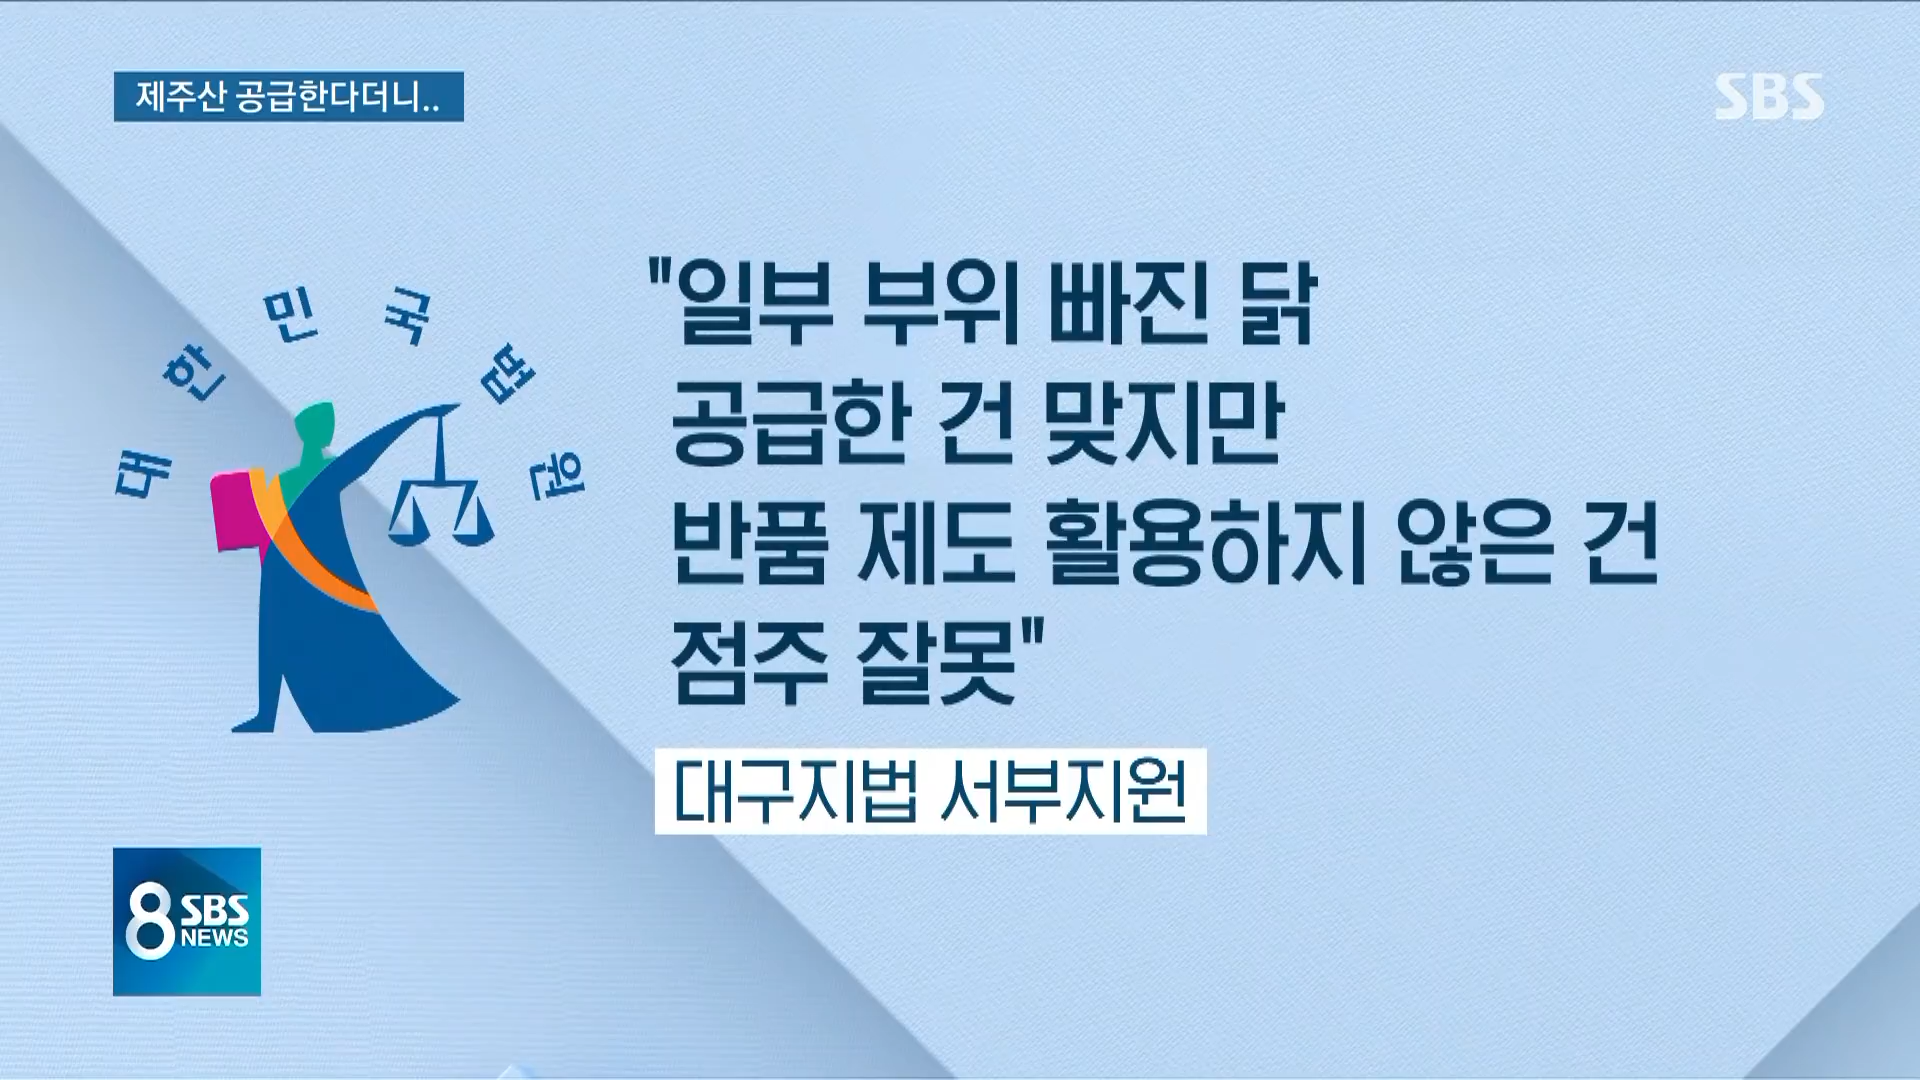 제주산 공급한다더니..
SBS
대한민국법원
"일부 부위 빠진 닭
공급한 건 맞지만
반품 제도 활용하지 않은 건
점주 잘못"
대구지법 서부지원
8 SBS
NEWS